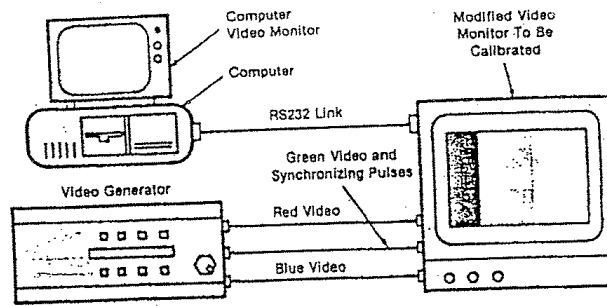 Computer
Video Monitor
Computer
Modified Video
Monitor To Be
Calibrated
RS232 Link
Green Video and
Synchronizing Pulses
Video Generator
Red Video
Blue Video